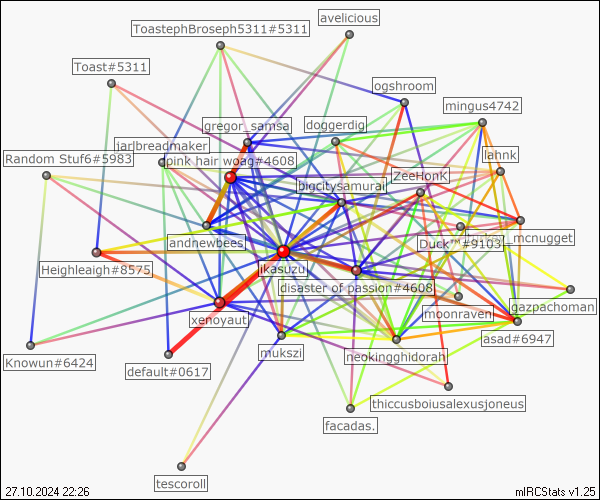 avelicious
ToastephBroseph5311#5311
Toast#5311
ogshroom
mingus4742
gregor_samsa
doggerdig
jarlbreadmaker
Random Stuf6#5983
pink hair woag#4608
lahnk
ZeeHonK
bigcitysamurai
andnewbees
Duck™#9103
_mcnugget
Heighleaigh#8575
ikasuzu
disaster of passion#4608
gazpachoman
moonraven
xenoyaut
asad#6947
mukszi
neokingghidorah
Knowun#6424
default#0617
thiccusboiusalexusjoneus
facadas.
tescoroll
27.10.2024 22:26
mIRCStats v1.25